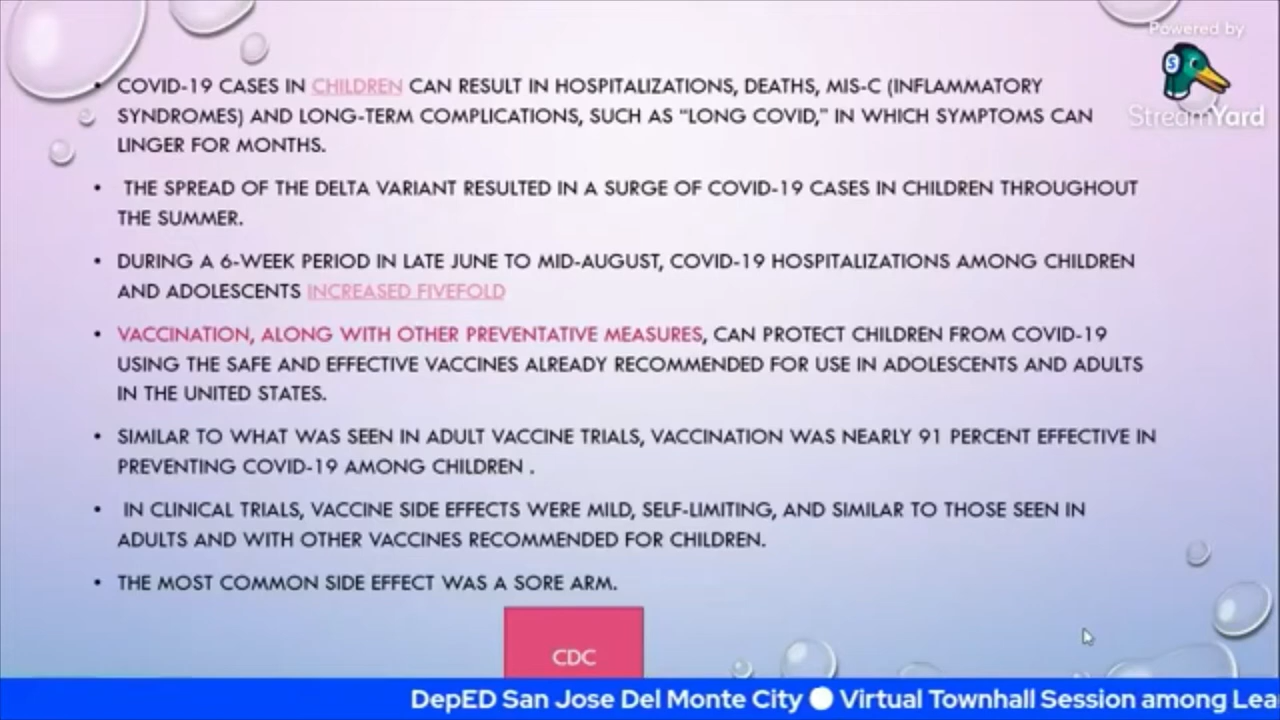 Powered by
StreamYard
• COVID-19 CASES IN CHILDREN CAN RESULT IN HOSPITALIZATIONS, DEATHS, MIS-C (INFLAMMATORY
SYNDROMES) AND LONG-TERM COMPLICATIONS, SUCH AS “LONG COVID,” IN WHICH SYMPTOMS CAN
LINGER FOR MONTHS.
• THE SPREAD OF THE DELTA VARIANT RESULTED IN A SURGE OF COVID-19 CASES IN CHILDREN THROUGHOUT
THE SUMMER.
• DURING A 6-WEEK PERIOD IN LATE JUNE TO MID-AUGUST, COVID-19 HOSPITALIZATIONS AMONG CHILDREN
AND ADOLESCENTS INCREASED FIVEFOLD
• VACCINATION, ALONG WITH OTHER PREVENTATIVE MEASURES, CAN PROTECT CHILDREN FROM COVID-19
USING THE SAFE AND EFFECTIVE VACCINES ALREADY RECOMMENDED FOR USE IN ADOLESCENTS AND ADULTS
IN THE UNITED STATES.
• SIMILAR TO WHAT WAS SEEN IN ADULT VACCINE TRIALS, VACCINATION WAS NEARLY 91 PERCENT EFFECTIVE IN
PREVENTING COVID-19 AMONG CHILDREN .
• IN CLINICAL TRIALS, VACCINE SIDE EFFECTS WERE MILD, SELF-LIMITING, AND SIMILAR TO THOSE SEEN IN
ADULTS AND WITH OTHER VACCINES RECOMMENDED FOR CHILDREN.
• THE MOST COMMON SIDE EFFECT WAS A SORE ARM.
CDC
DepED San Jose Del Monte City ● Virtual Townhall Session among Lea